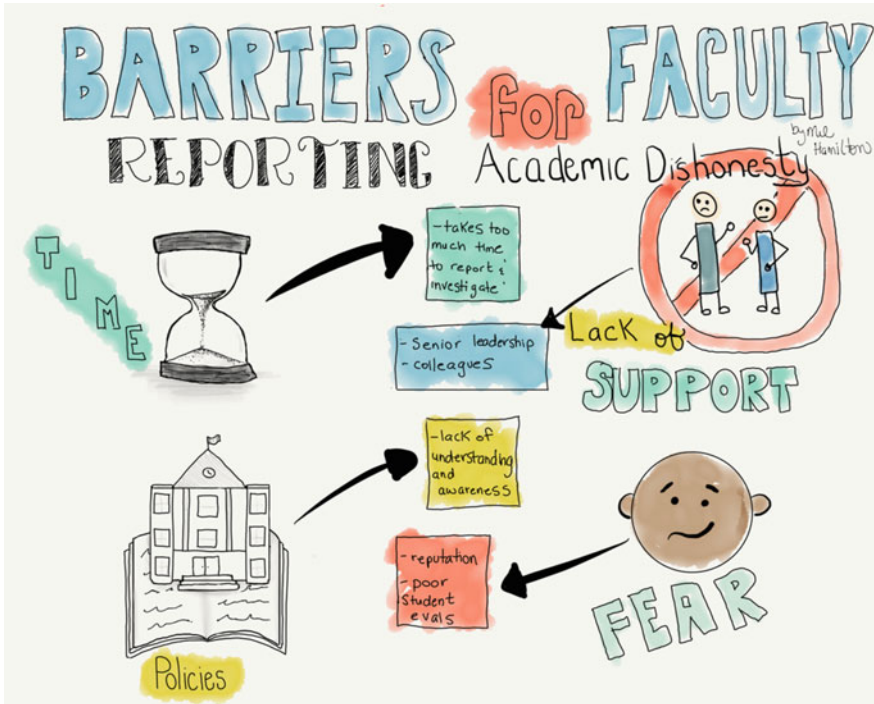 BARRIERS for FACULTY
REPORTING Academic Dishonesty
by Mel
Hamilton
TIME
- takes too
much time
to report &
investigate
- Senior leadership
- colleagues
Lack of
SUPPORT
- lack of
understanding
and
awareness
Policies
- reputation
- poor
student
evals
FEAR